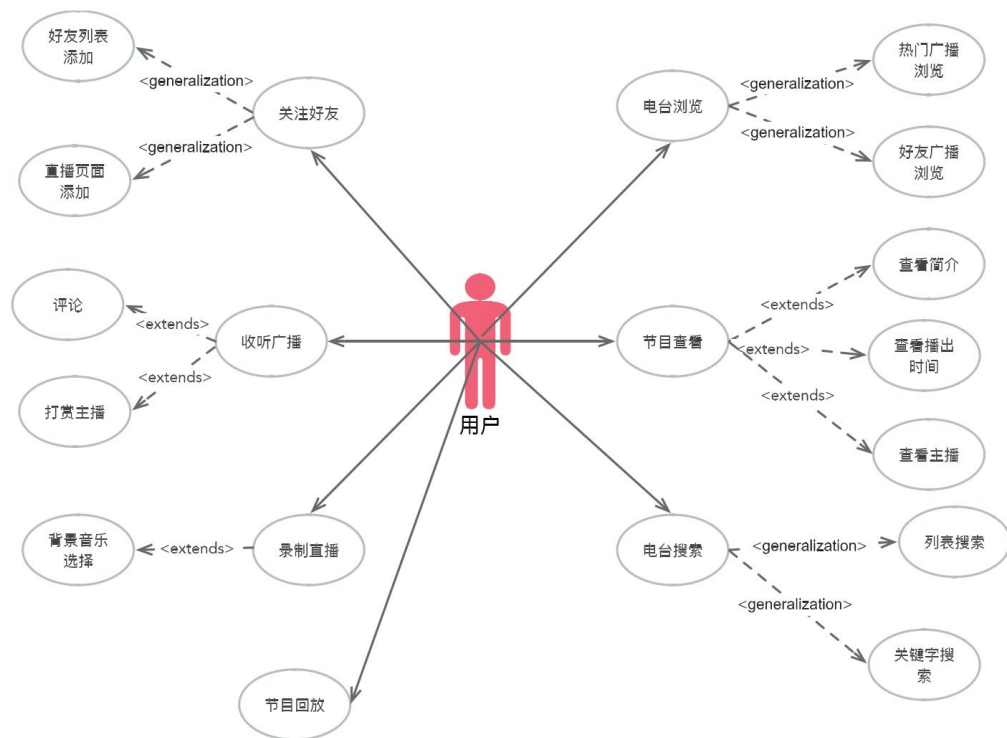 好友列表
添加
<generalization>
关注好友
<generalization>
直播页面
添加
电台浏览
热门广播
浏览
<generalization>
<generalization>
好友广播
浏览
评论
<extends>
收听广播
<extends>
打赏主播
用户
节目查看
查看简介
<extends>
<extends>
查看播出
时间
<extends>
查看主播
背景音乐
选择
<extends>
录制直播
节目回放
电台搜索
<generalization>
列表搜索
<generalization>
关键字搜
索